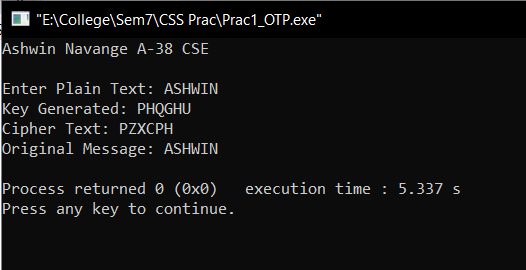 "E:\College\Sem7\CSS Prac\Prac1_OTP.exe"
Ashwin Navange A-38 CSE
Enter Plain Text: ASHWIN
Key Generated: PHQGHU
Cipher Text: PZXCPH
Original Message: ASHWIN
Process returned 0 (0x0)   execution time : 5.337 s
Press any key to continue.